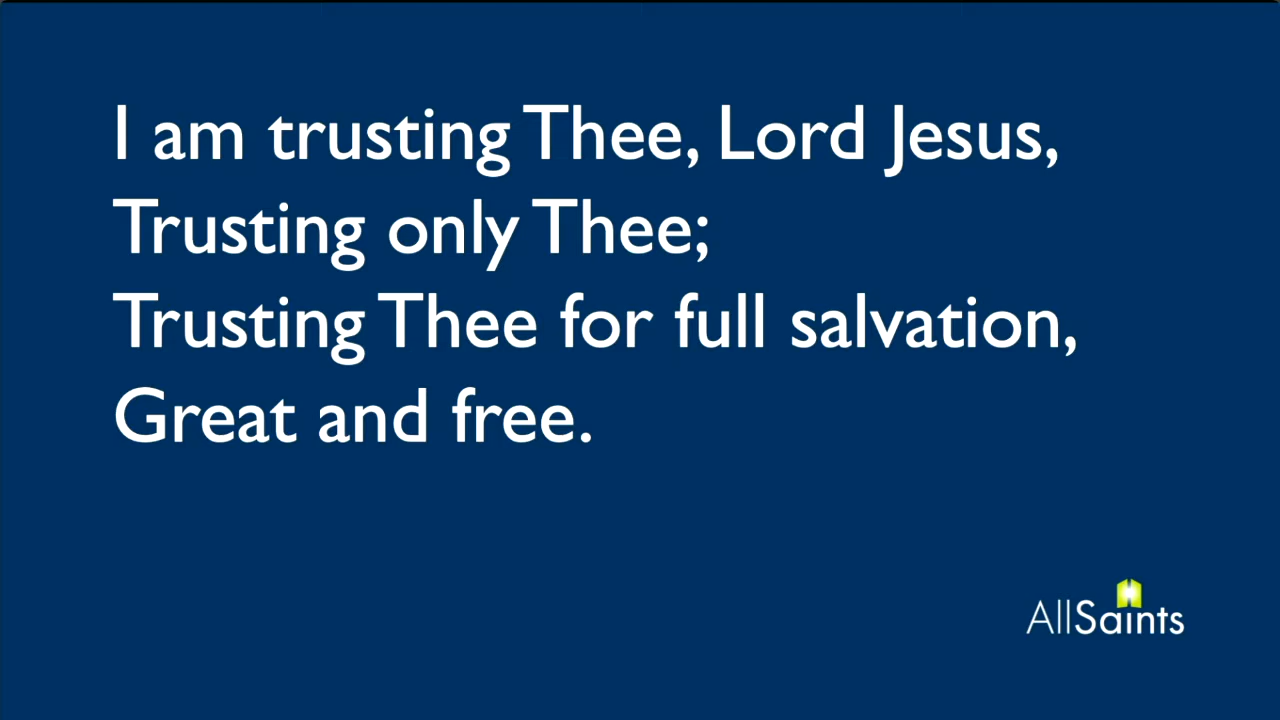 I am trusting Thee, Lord Jesus,
Trusting only Thee;
Trusting Thee for full salvation,
Great and free.
AllSaints